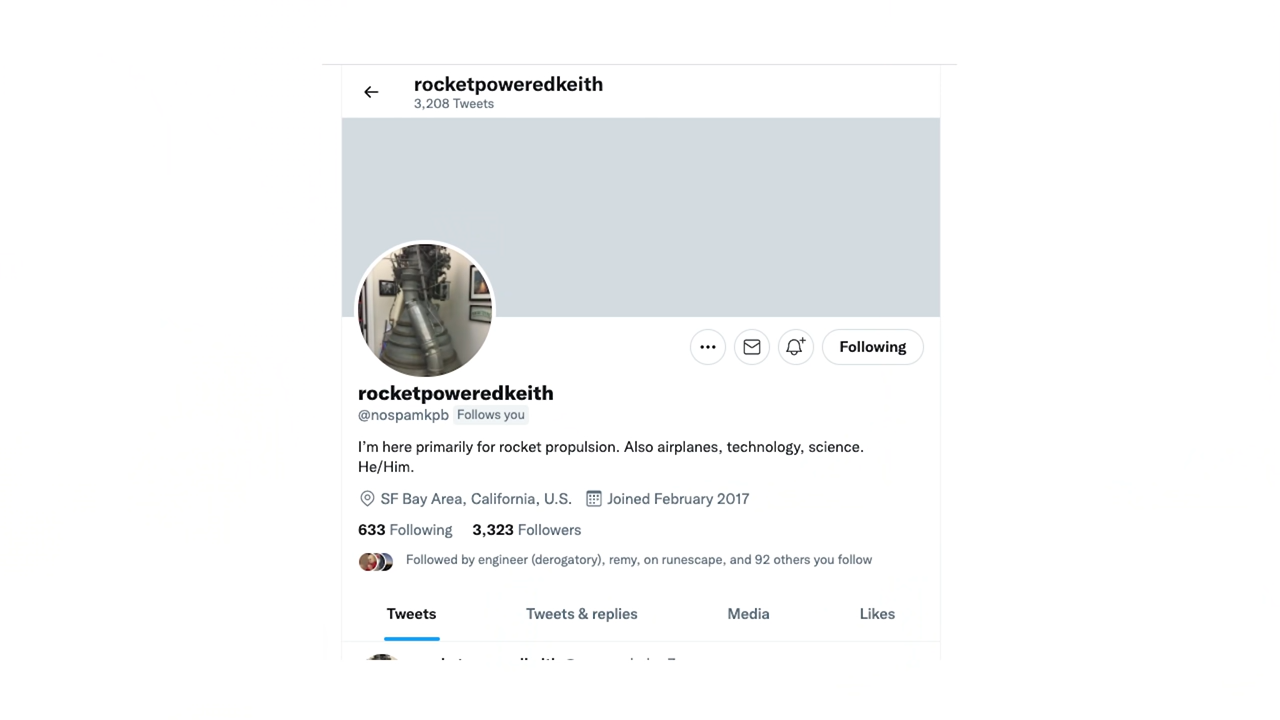 rocketpoweredkeith
3,208 Tweets
Following
rocketpoweredkeith
@nospamkpb Follows you
I'm here primarily for rocket propulsion. Also airplanes, technology, science.
He/Him.
SF Bay Area, California, U.S. Joined February 2017
633 Following 3,323 Followers
Followed by engineer (derogatory), remy, on runescape, and 92 others you follow
Tweets Tweets & replies Media Likes